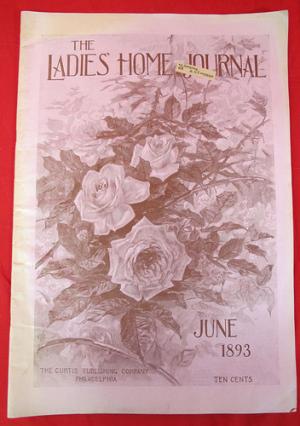 THE
LADIES' HOME JOURNAL
JUNE
1893
THE CURTIS PUBLISHING COMPANY
PHILADELPHIA
TEN CENTS